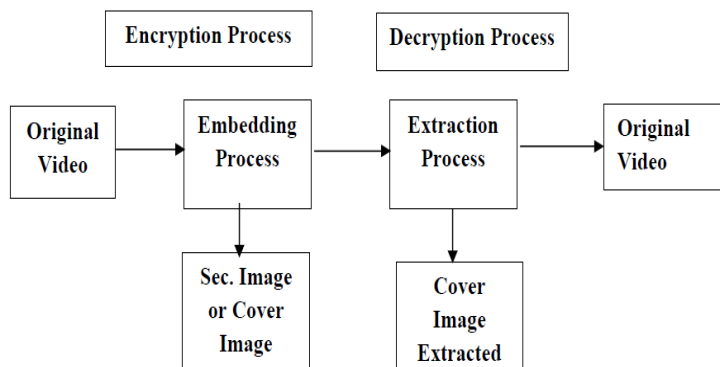 Encryption Process
Decryption Process
Original
Video
Embedding
Process
Extraction
Process
Original
Video
Sec. Image
or Cover
Image
Cover
Image
Extracted